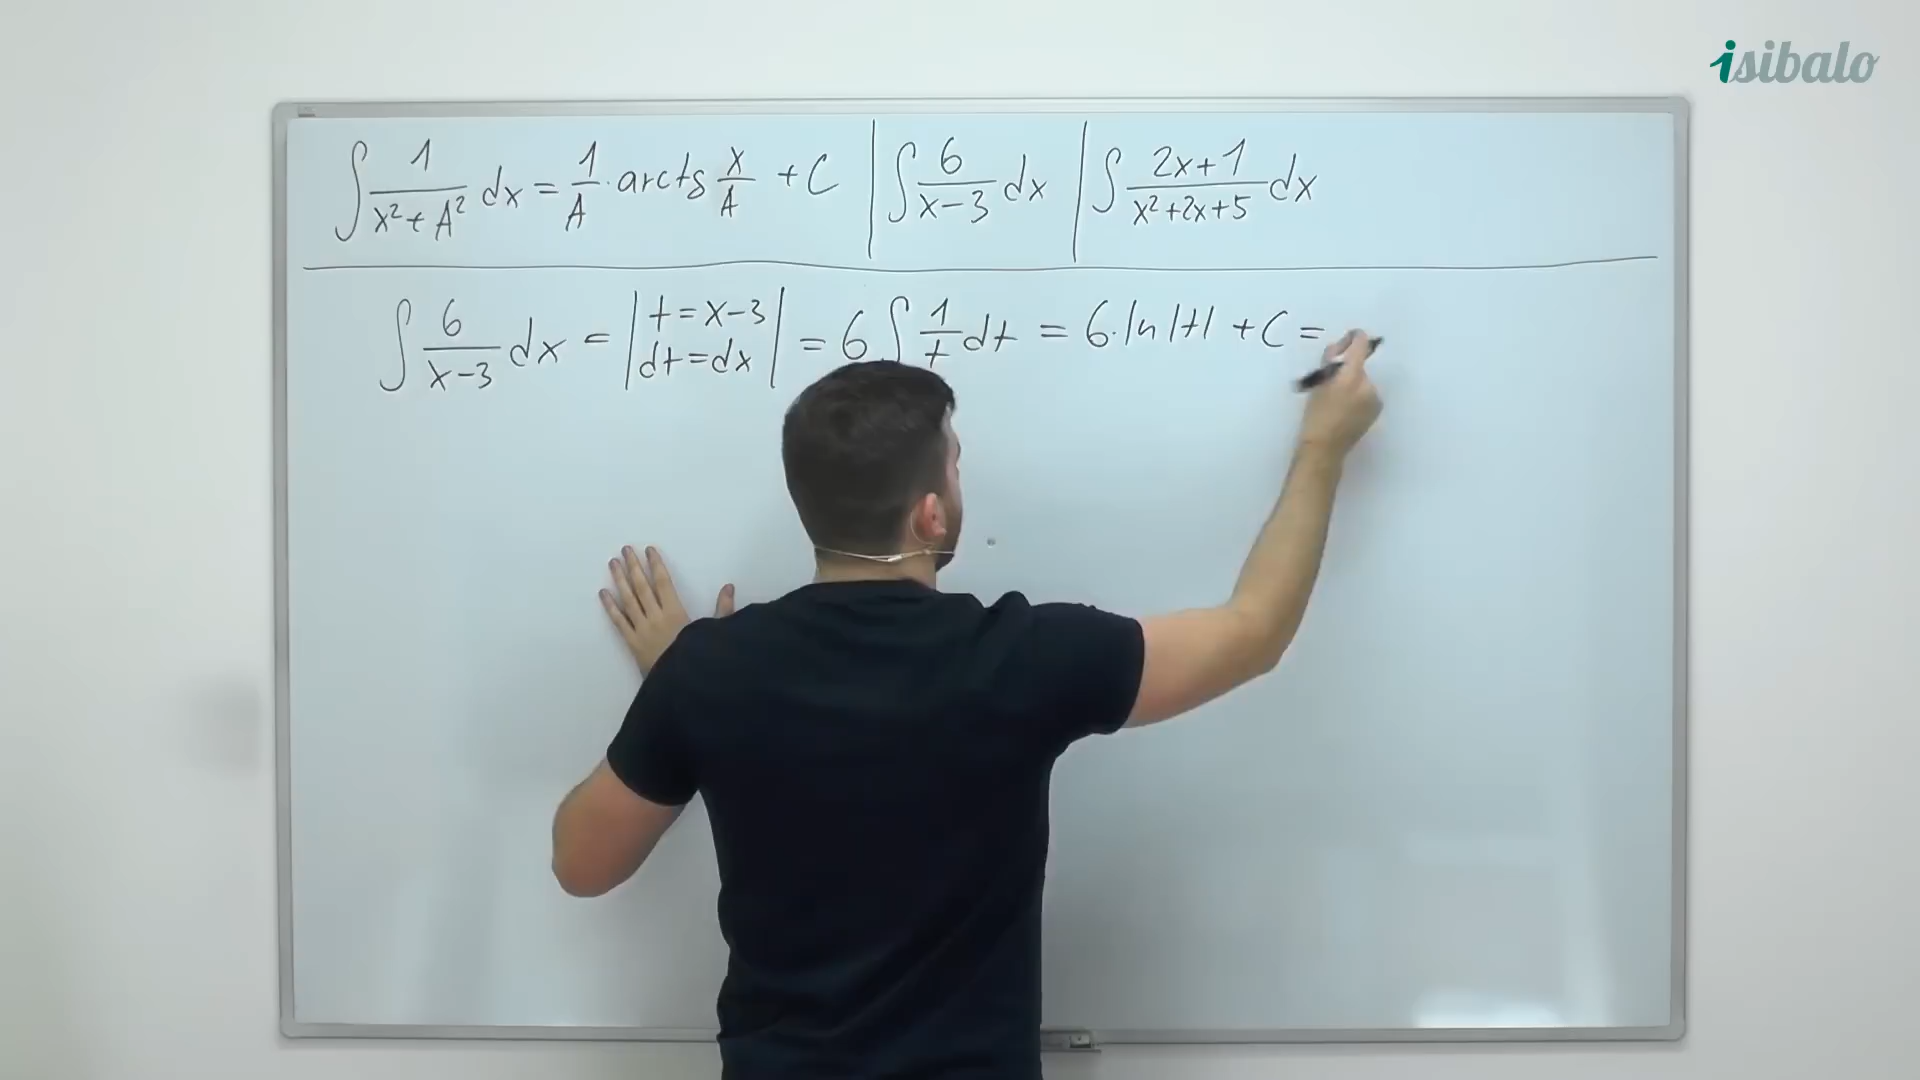 isibalo
∫ 1/(x²+A²) dx = 1/A · arctg x/A + C | ∫ 6/(x-3) dx | ∫ (2x+1)/(x²+2x+5) dx
∫ 6/(x-3) dx = | t=x-3 dt=dx | = 6 ∫ 1/t dt = 6·ln|t| + C =